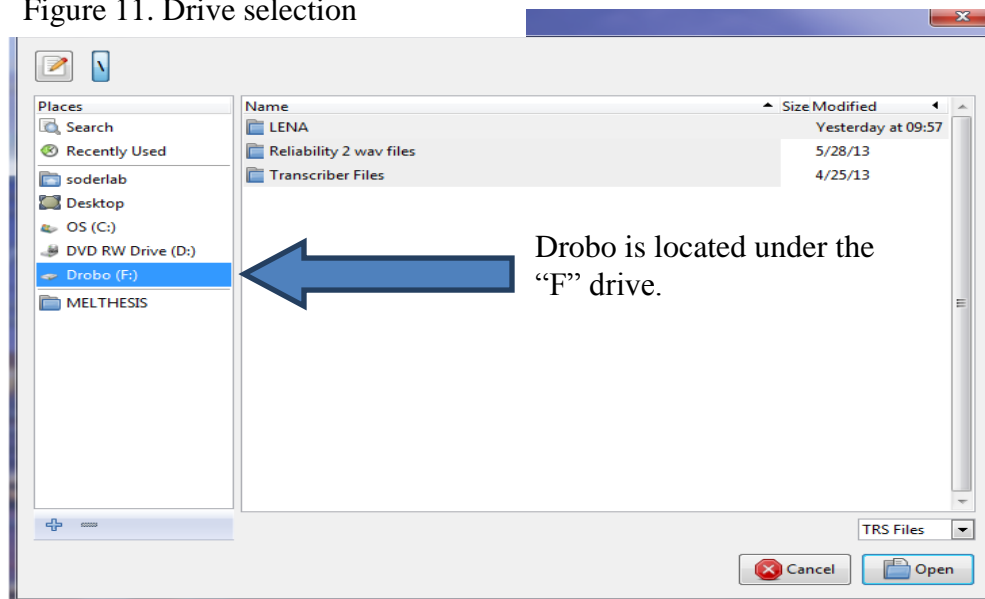 Figure 11. Drive selection
Places
Search
Recently Used
soderlab
Desktop
OS (C:)
DVD RW Drive (D:)
Drobo (F:)
MELTHESIS
Name Size Modified
LENA Yesterday at 09:57
Reliability 2 wav files 5/28/13
Transcriber Files 4/25/13
Drobo is located under the
“F” drive.
TRS Files
Cancel Open